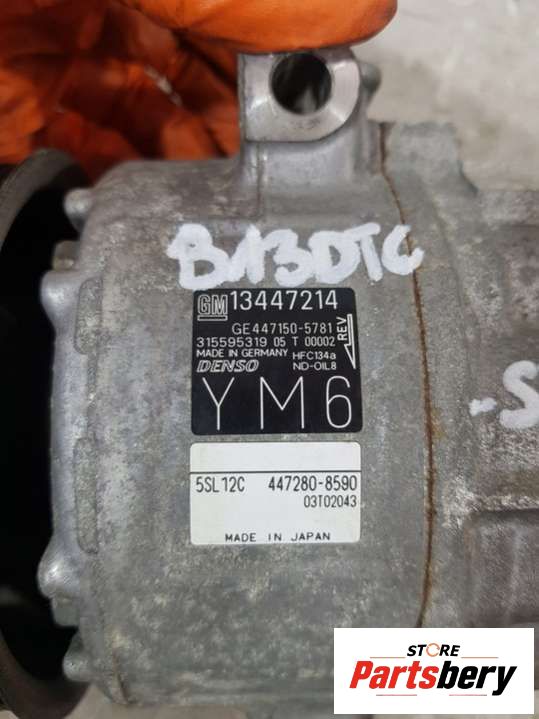 B13DTC
GM 13447214
GE447150-5781
315595319 05 T 00002
REV
MADE IN GERMANY HFC134a
DENSO ND-OIL8
YM6
-S
5SL12C 447280-8590
03T02043
MADE IN JAPAN
STORE
Partsbery